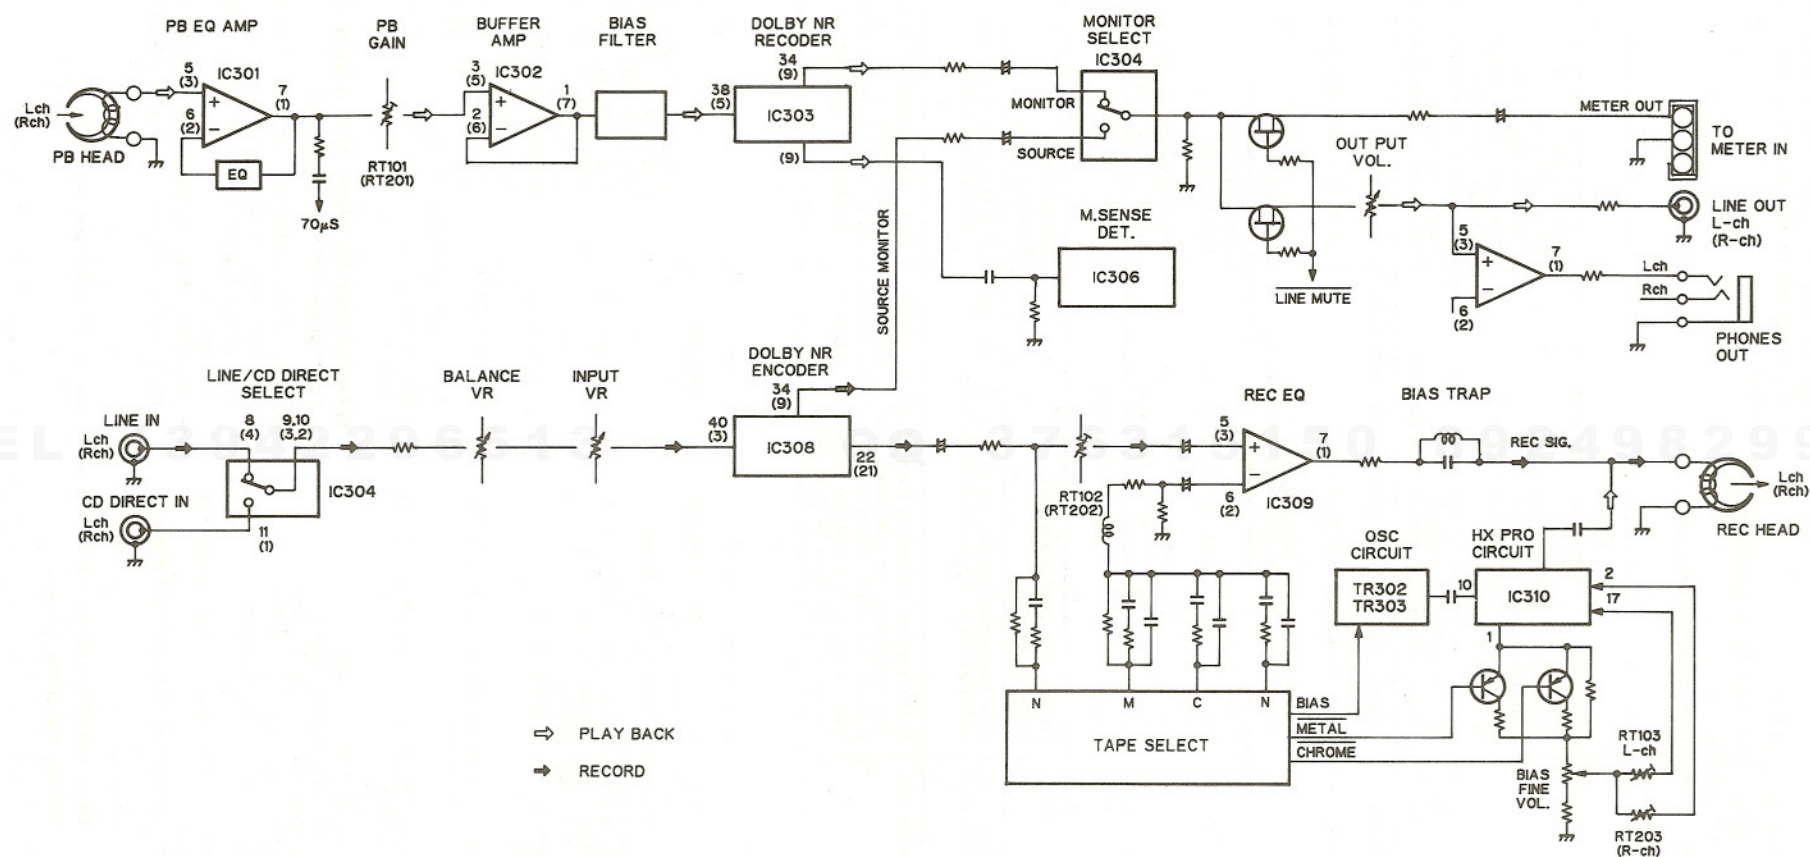 PB EQ AMP
PB
GAIN
BUFFER
AMP
BIAS
FILTER
DOLBY NR
RECODER
MONITOR
SELECT
5
(3)
IC301
7
(1)
6
(2)
Lch
(Rch)
PB HEAD
EQ
70µS
RT101
(RT201)
3
(5)
IC302
1
(7)
2
(6)
38
(5)
34
(9)
IC303
(9)
IC304
MONITOR
SOURCE
METER OUT
TO
METER IN
OUT PUT
VOL.
LINE OUT
L-ch
(R-ch)
M.SENSE
DET.
IC306
LINE MUTE
5
(3)
7
(1)
6
(2)
Lch
Rch
PHONES
OUT
SOURCE MONITOR
LINE/CD DIRECT
SELECT
BALANCE
VR
INPUT
VR
DOLBY NR
ENCODER
34
(9)
LINE IN
Lch
(Rch)
8
(4)
9,10
(3,2)
IC304
CD DIRECT IN
Lch
(Rch)
11
(1)
40
(3)
IC308
22
(21)
REC EQ
BIAS TRAP
5
(3)
7
(1)
6
(2)
IC309
RT102
(RT202)
REC SIG.
Lch
(Rch)
REC HEAD
OSC
CIRCUIT
HX PRO
CIRCUIT
TR302
TR303
10
IC310
2
17
1
N
M
C
N
TAPE SELECT
BIAS
METAL
CHROME
BIAS
FINE
VOL.
RT103
L-ch
RT203
(R-ch)
PLAY BACK
RECORD